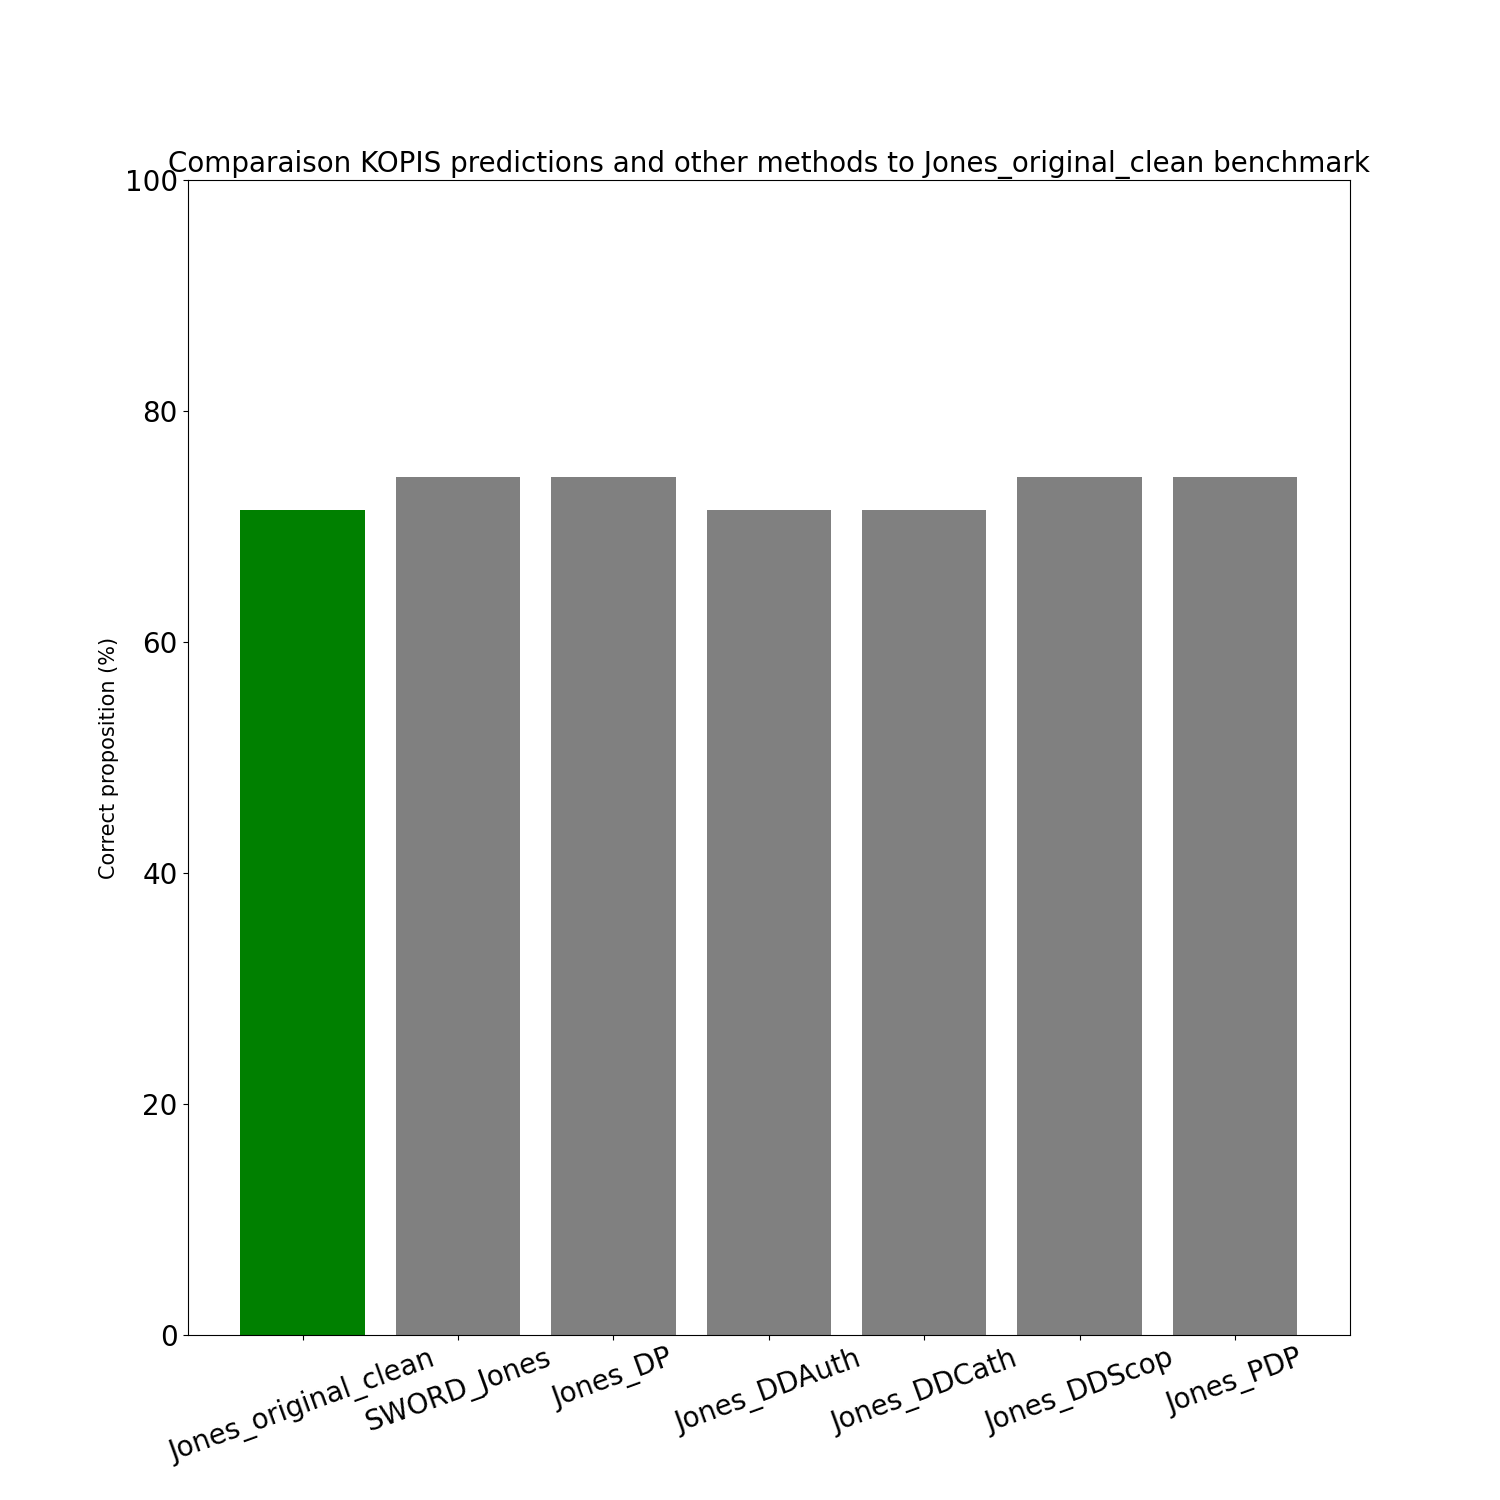 Comparaison KOPIS predictions and other methods to Jones_original_clean benchmark
100
80
60
40
20
0
Correct proposition (%)
Jones_original_clean
SWORD_Jones
Jones_DP
Jones_DDAuth
Jones_DDCath
Jones_DDScop
Jones_PDP